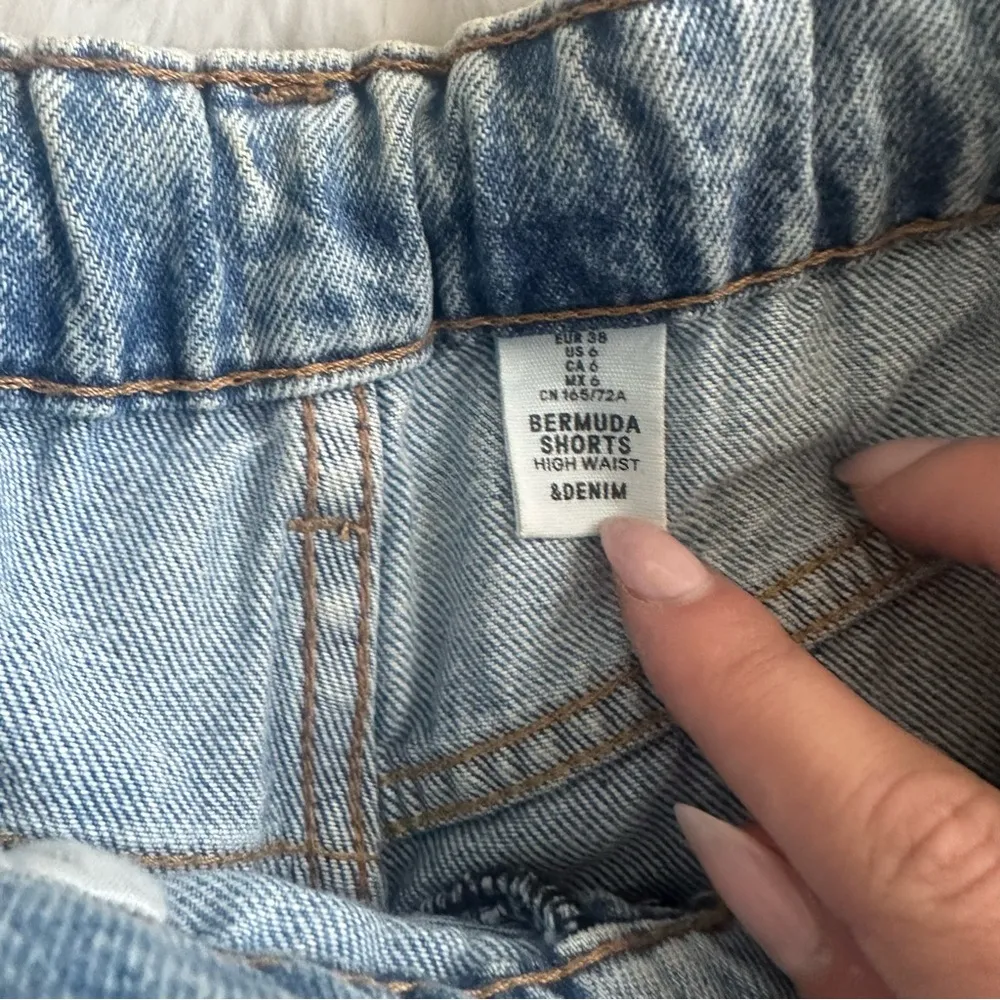 EUR 38
US 6
CA 6
MX 6
CN 165/72A
BERMUDA
SHORTS
HIGH WAIST
&DENIM